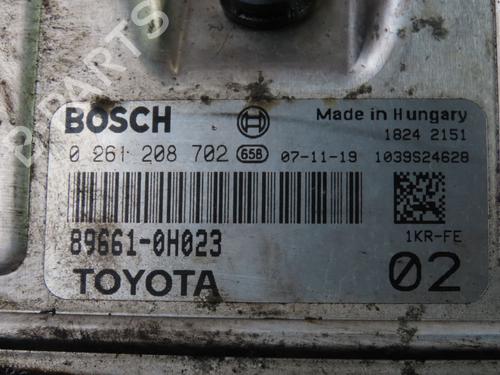 BOSCH
Made in Hungary
1824 2151
0 261 208 702 658 07-11-19 1039S24628
89661-0H023
1KR-FE
TOYOTA
02